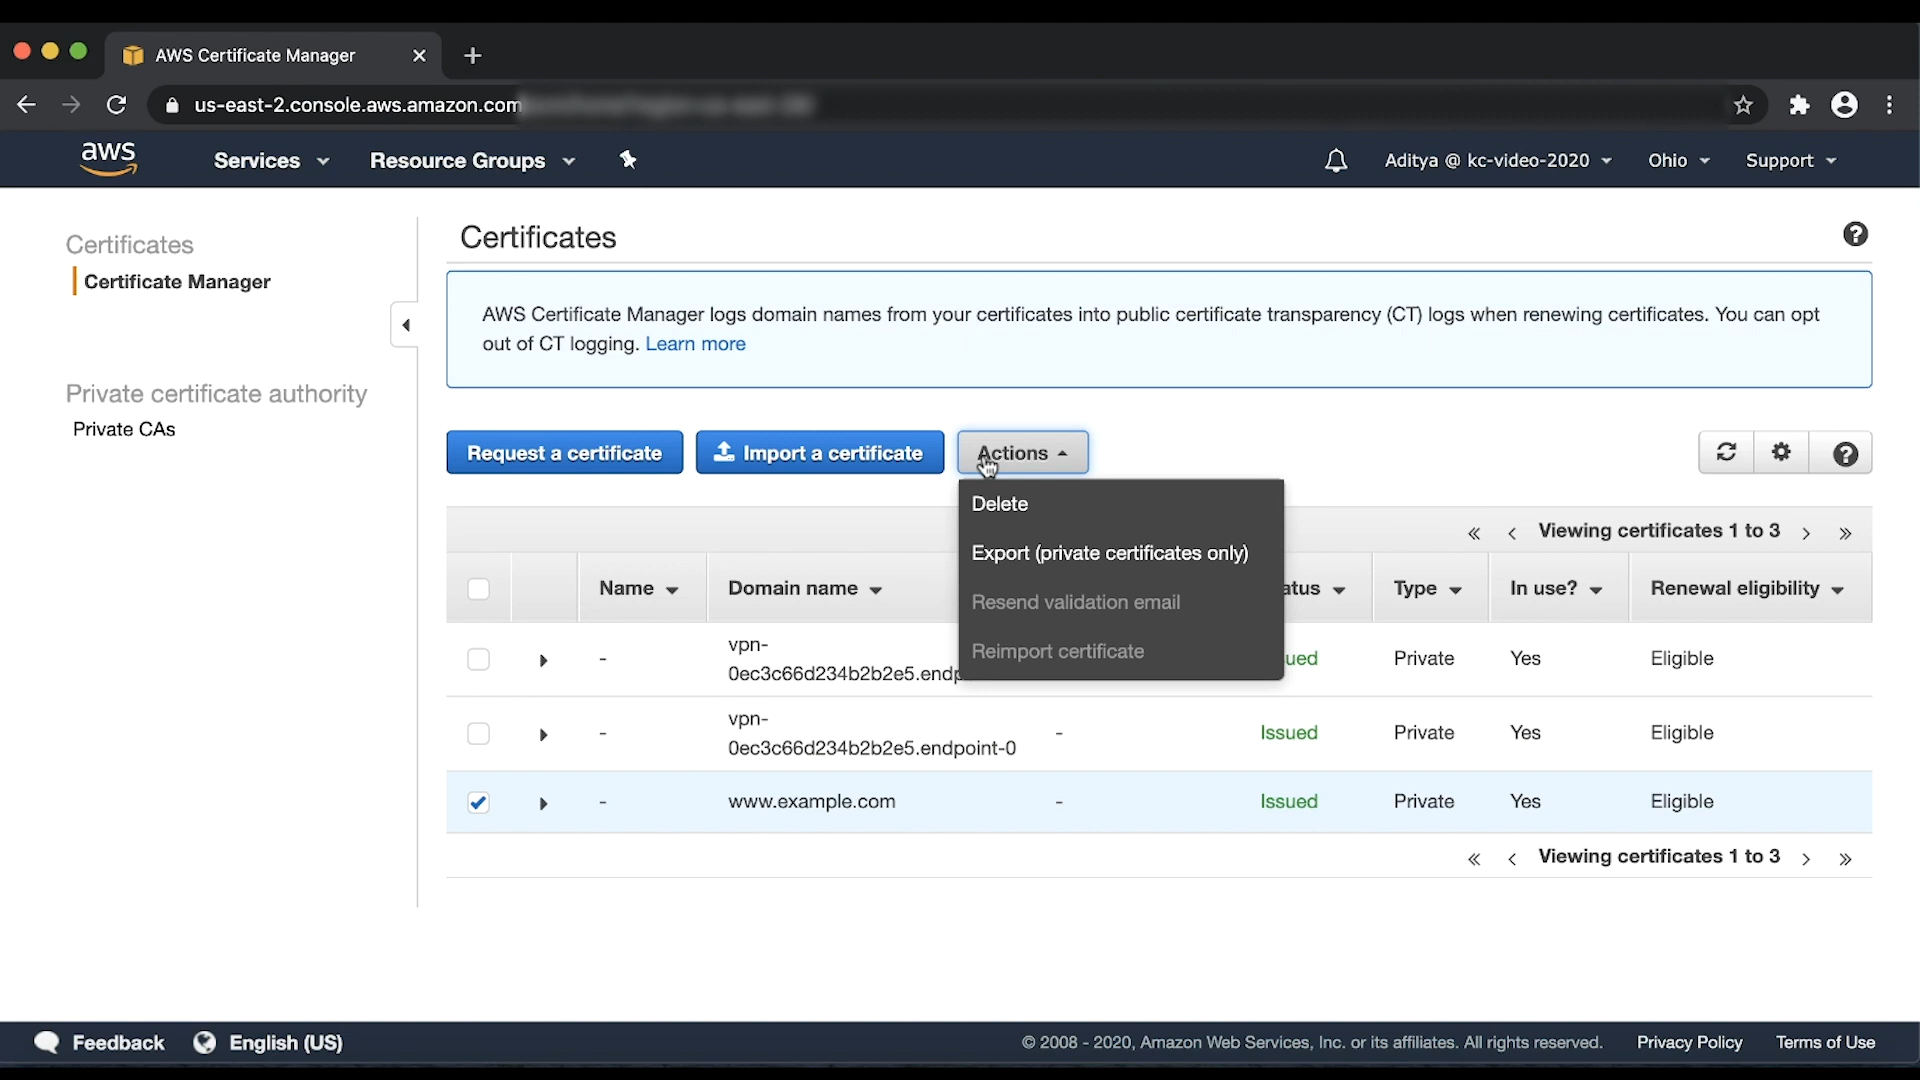 AWS Certificate Manager
us-east-2.console.aws.amazon.com
aws
Services
Resource Groups
Aditya @ kc-video-2020
Ohio
Support
Certificates
Certificate Manager
Private certificate authority
Private CAs
Certificates
AWS Certificate Manager logs domain names from your certificates into public certificate transparency (CT) logs when renewing certificates. You can opt
out of CT logging. Learn more
Request a certificate
Import a certificate
Actions
Delete
Export (private certificates only)
Resend validation email
Reimport certificate
« ‹ Viewing certificates 1 to 3 › »
Name
Domain name
atus
Type
In use?
Renewal eligibility
-
vpn-
0ec3c66d234b2b2e5.endp
ued
Private
Yes
Eligible
-
vpn-
0ec3c66d234b2b2e5.endpoint-0
-
Issued
Private
Yes
Eligible
-
www.example.com
-
Issued
Private
Yes
Eligible
« ‹ Viewing certificates 1 to 3 › »
Feedback
English (US)
© 2008 - 2020, Amazon Web Services, Inc. or its affiliates. All rights reserved.
Privacy Policy
Terms of Use